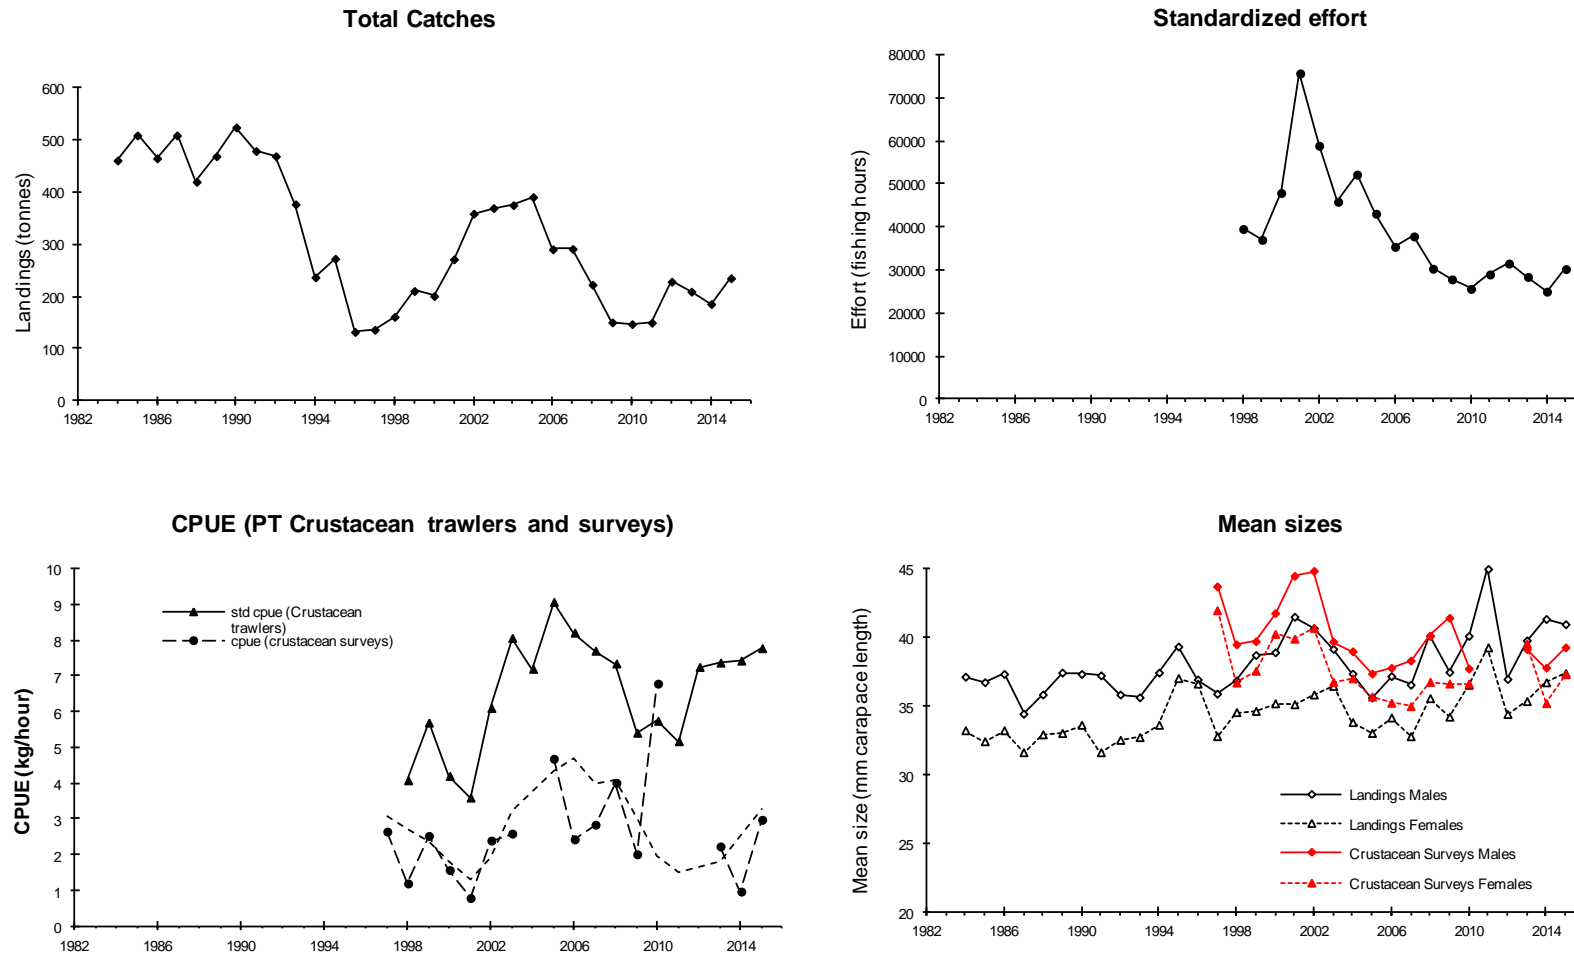 Total Catches
Landings (tonnes)
600
500
400
300
200
100
0
1982 1986 1990 1994 1998 2002 2006 2010 2014
Standardized effort
Effort (fishing hours)
80000
70000
60000
50000
40000
30000
20000
10000
0
1982 1986 1990 1994 1998 2002 2006 2010 2014
CPUE (PT Crustacean trawlers and surveys)
CPUE (kg/hour)
10
9
8
7
6
5
4
3
2
1
0
std cpue (Crustacean
trawlers)
cpue (crustacean surveys)
1982 1986 1990 1994 1998 2002 2006 2010 2014
Mean sizes
Mean size (mm carapace length)
45
40
35
30
25
20
Landings Males
Landings Females
Crustacean Surveys Males
Crustacean Surveys Females
1982 1986 1990 1994 1998 2002 2006 2010 2014